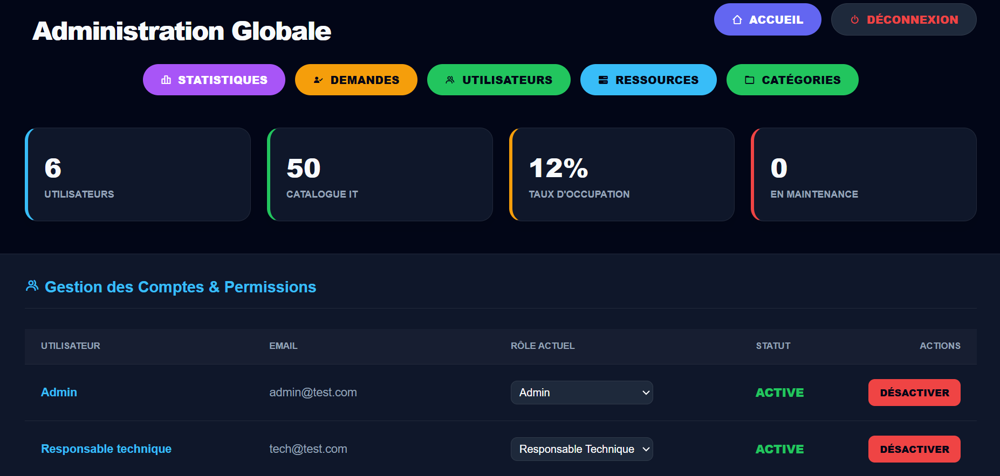 Administration Globale
ACCUEIL
DÉCONNEXION
STATISTIQUES
DEMANDES
UTILISATEURS
RESSOURCES
CATÉGORIES
6
UTILISATEURS
50
CATALOGUE IT
12%
TAUX D'OCCUPATION
0
EN MAINTENANCE
Gestion des Comptes & Permissions
UTILISATEUR EMAIL RÔLE ACTUEL STATUT ACTIONS
Admin admin@test.com Admin ACTIVE DÉSACTIVER
Responsable technique tech@test.com Responsable Technique ACTIVE DÉSACTIVER